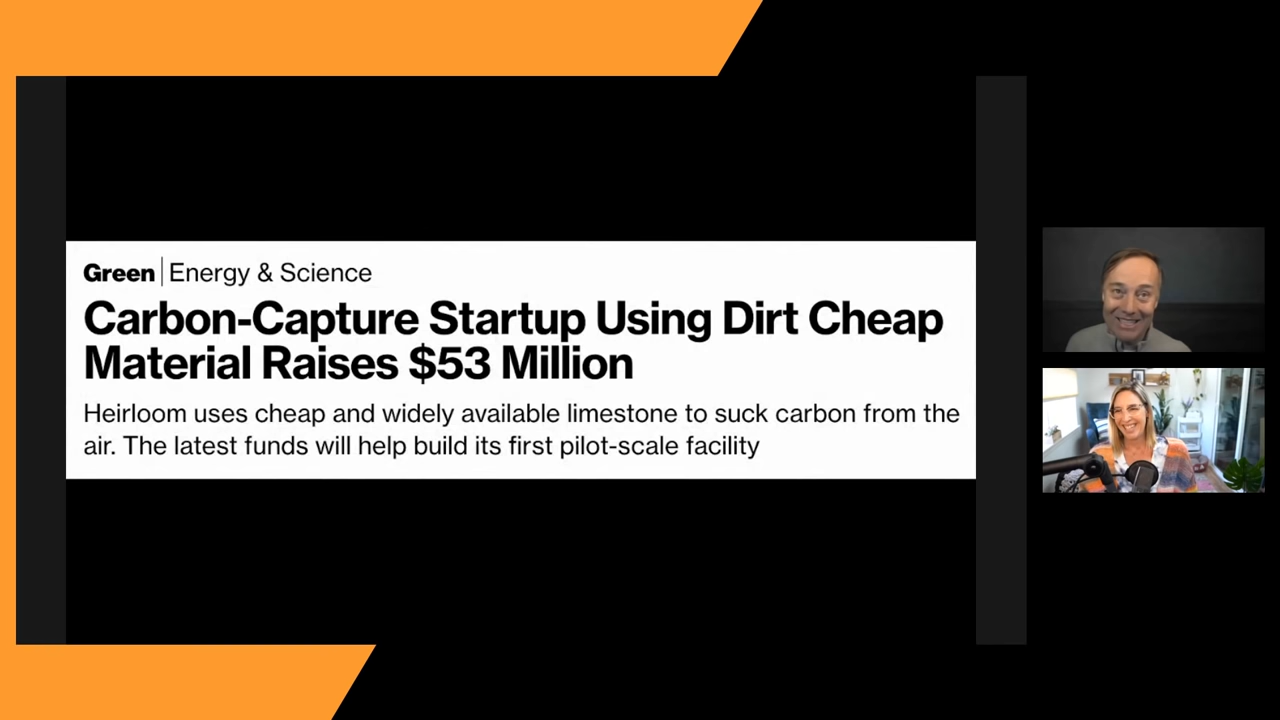 Green | Energy & Science
Carbon-Capture Startup Using Dirt Cheap
Material Raises $53 Million
Heirloom uses cheap and widely available limestone to suck carbon from the
air. The latest funds will help build its first pilot-scale facility